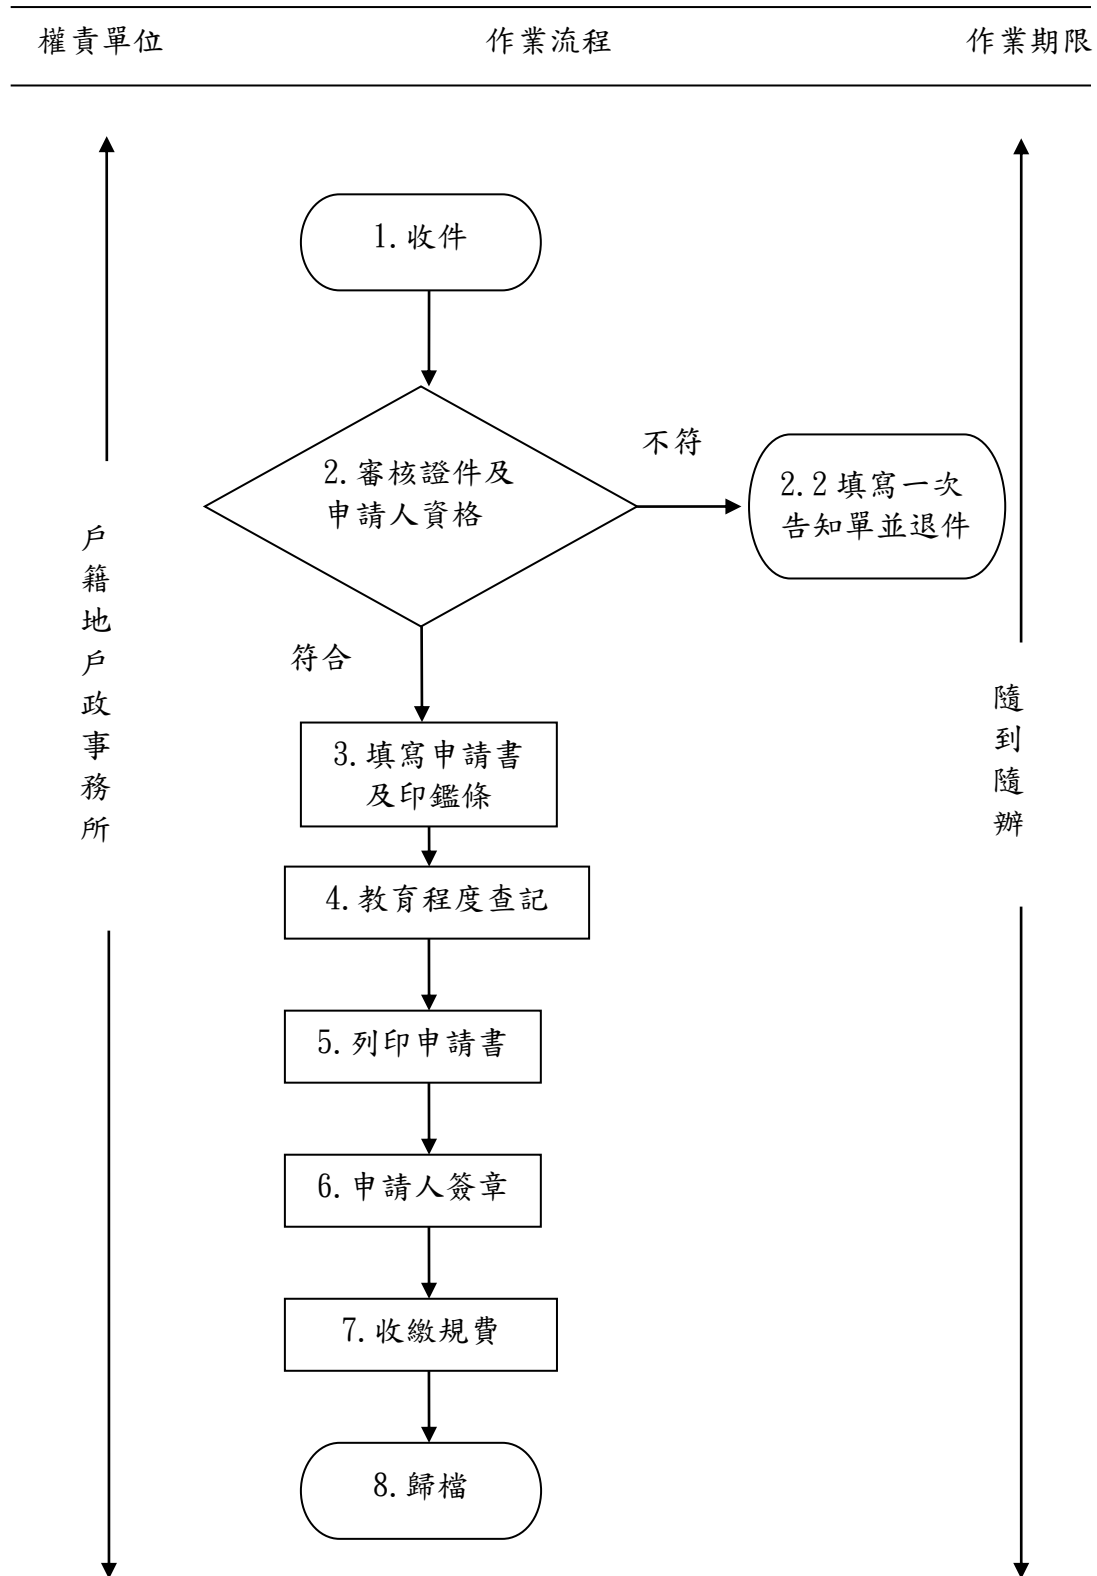 權責單位 作業流程 作業期限
1.收件
2.審核證件及
申請人資格
不符
2.2 填寫一次
告知單並退件
符合
戶籍地戶政事務所
隨到隨辦
3.填寫申請書
及印鑑條
4.教育程度查記
5.列印申請書
6.申請人簽章
7.收繳規費
8.歸檔